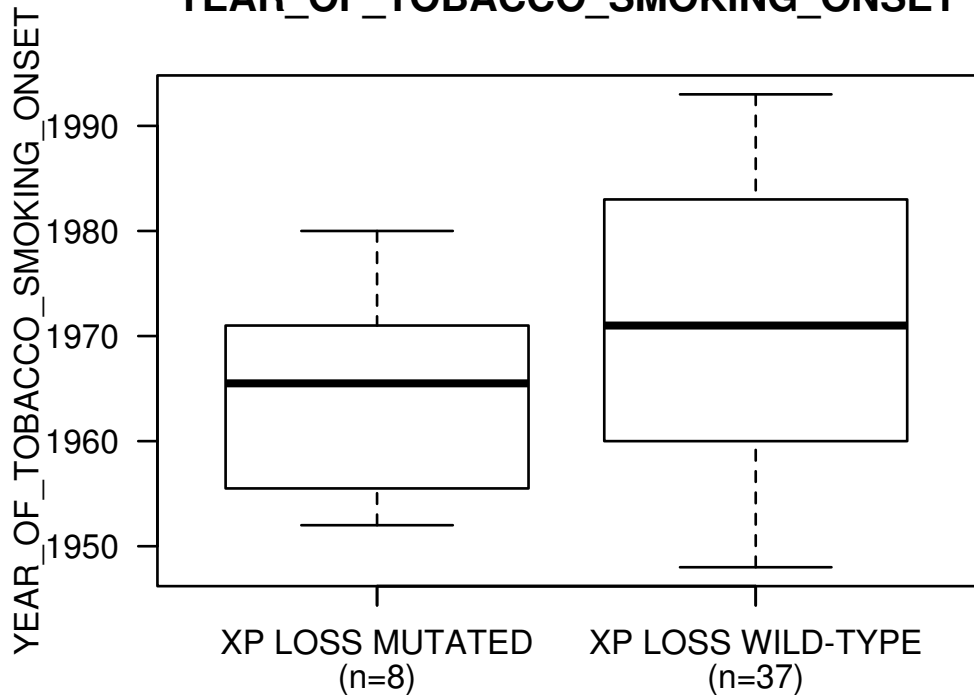 YEAR_OF_TOBACCO_SMOKING_ONSET
YEAR_OF_TOBACCO_SMOKING_ONSET
1990
1980
1970
1960
1950
XP LOSS MUTATED
(n=8)
XP LOSS WILD-TYPE
(n=37)